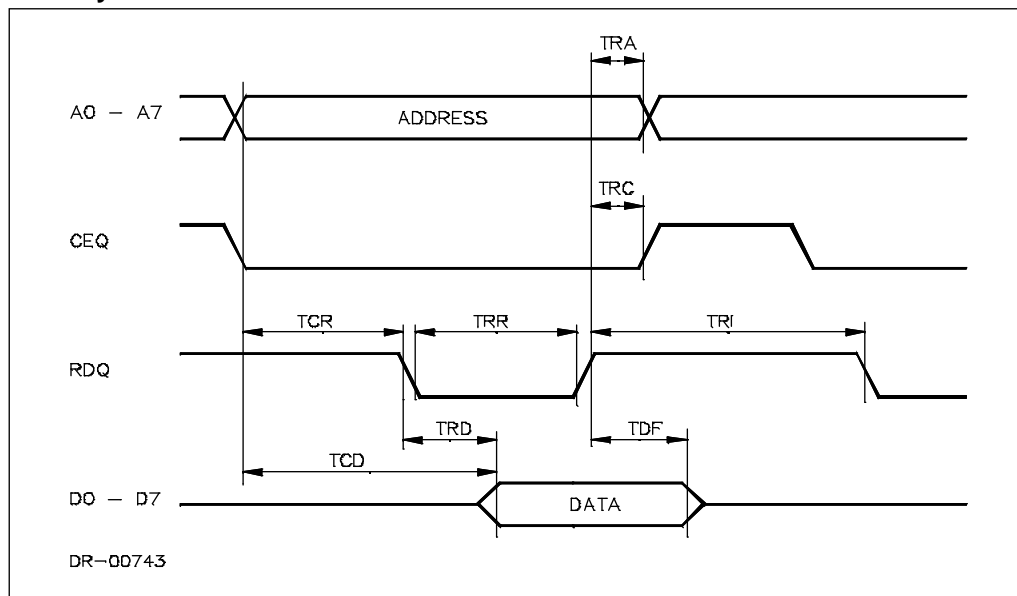 TRA
A0 – A7
ADDRESS
TRC
CEQ
TCR
TRR
TRI
RDQ
TRD
TDF
TCD
D0 – D7
DATA
DR-00743